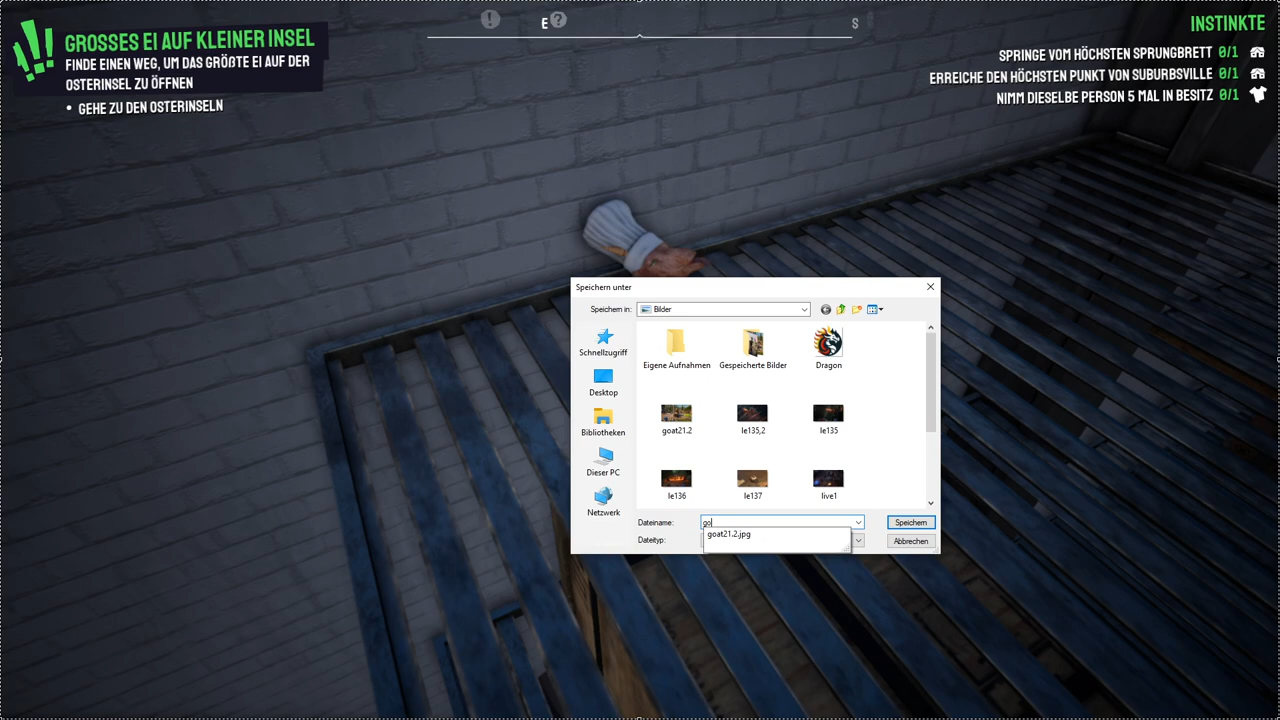 GROSSES EI AUF KLEINER INSEL
FINDE EINEN WEG, UM DAS GRÖẞTE EI AUF DER
OSTERINSEL ZU ÖFFNEN
• GEHE ZU DEN OSTERINSELN
! E ? S
INSTINKTE
SPRINGE VOM HÖCHSTEN SPRUNGBRETT 0/1
ERREICHE DEN HÖCHSTEN PUNKT VON SUBURBSVILLE 0/1
NIMM DIESELBE PERSON 5 MAL IN BESITZ 0/1
Speichern unter
Speichern in: Bilder
Schnellzugriff
Desktop
Bibliotheken
Dieser PC
Netzwerk
Eigene Aufnahmen Gespeicherte Bilder Dragon
goat21.2 le135,2 le135
le136 le137 live1
Dateiname: go Speichern
goat21.2.jpg
Dateityp: Abbrechen